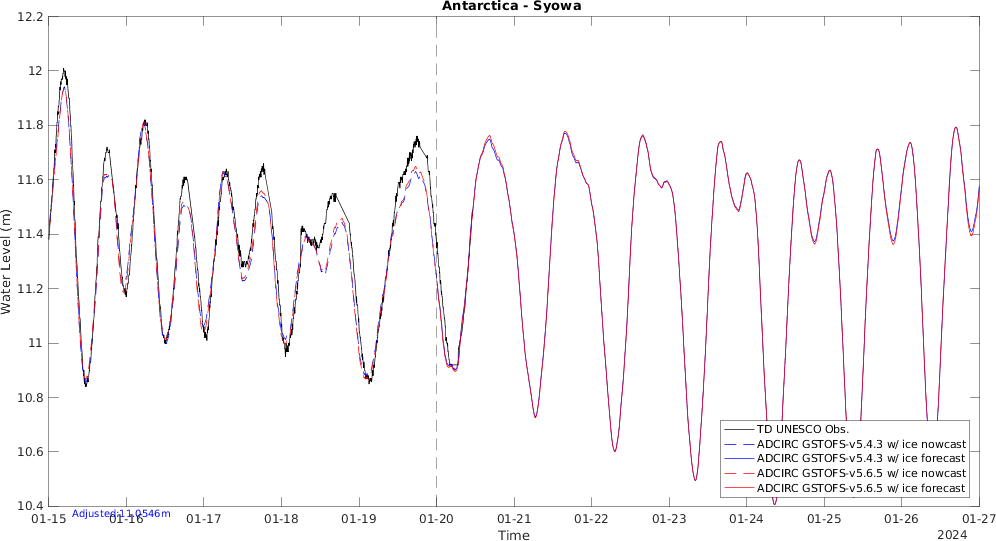 Antarctica - Syowa
12.2
12
11.8
11.6
11.4
11.2
11
10.8
10.6
10.4
Water Level (m)
TD UNESCO Obs.
ADCIRC GSTOFS-v5.4.3 w/ ice nowcast
ADCIRC GSTOFS-v5.4.3 w/ ice forecast
ADCIRC GSTOFS-v5.6.5 w/ ice nowcast
ADCIRC GSTOFS-v5.6.5 w/ ice forecast
Adjusted:11.0546m
01-15 01-16 01-17 01-18 01-19 01-20 01-21 01-22 01-23 01-24 01-25 01-26 01-27
Time
2024